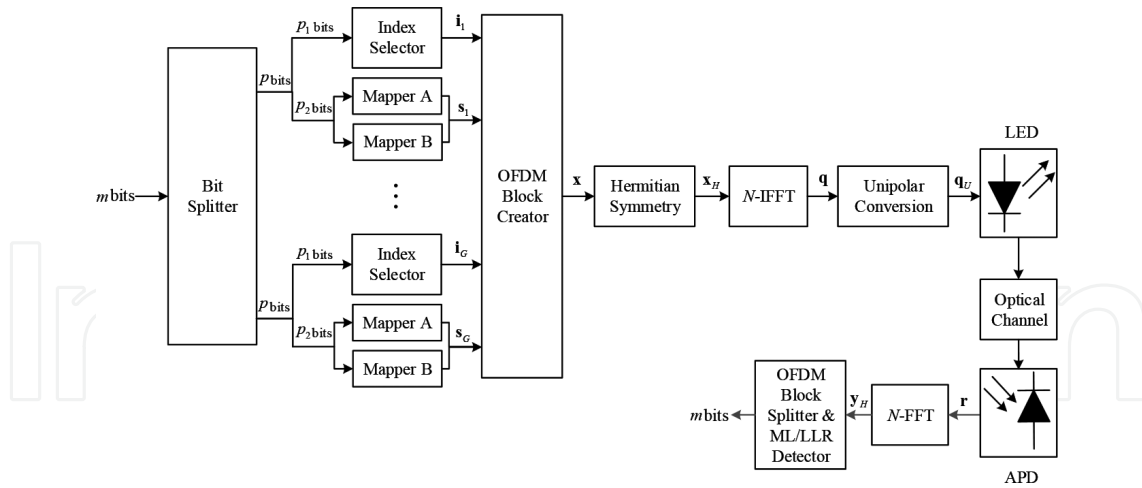 m bits
Bit
Splitter
p bits
p1 bits
Index
Selector
i1
p2 bits
Mapper A
Mapper B
s1
p bits
p1 bits
Index
Selector
iG
p2 bits
Mapper A
Mapper B
sG
OFDM
Block
Creator
x
Hermitian
Symmetry
xH
N-IFFT
q
Unipolar
Conversion
qU
LED
Optical
Channel
APD
r
N-FFT
yH
OFDM
Block
Splitter &
ML/LLR
Detector
m bits